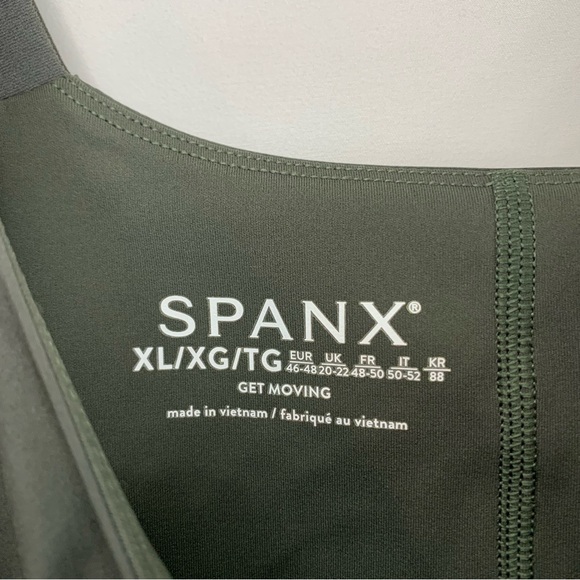 SPANX®
XL/XG/TG EUR UK FR IT KR
46-48 20-22 48-50 50-52 88
GET MOVING
made in vietnam / fabriqué au vietnam